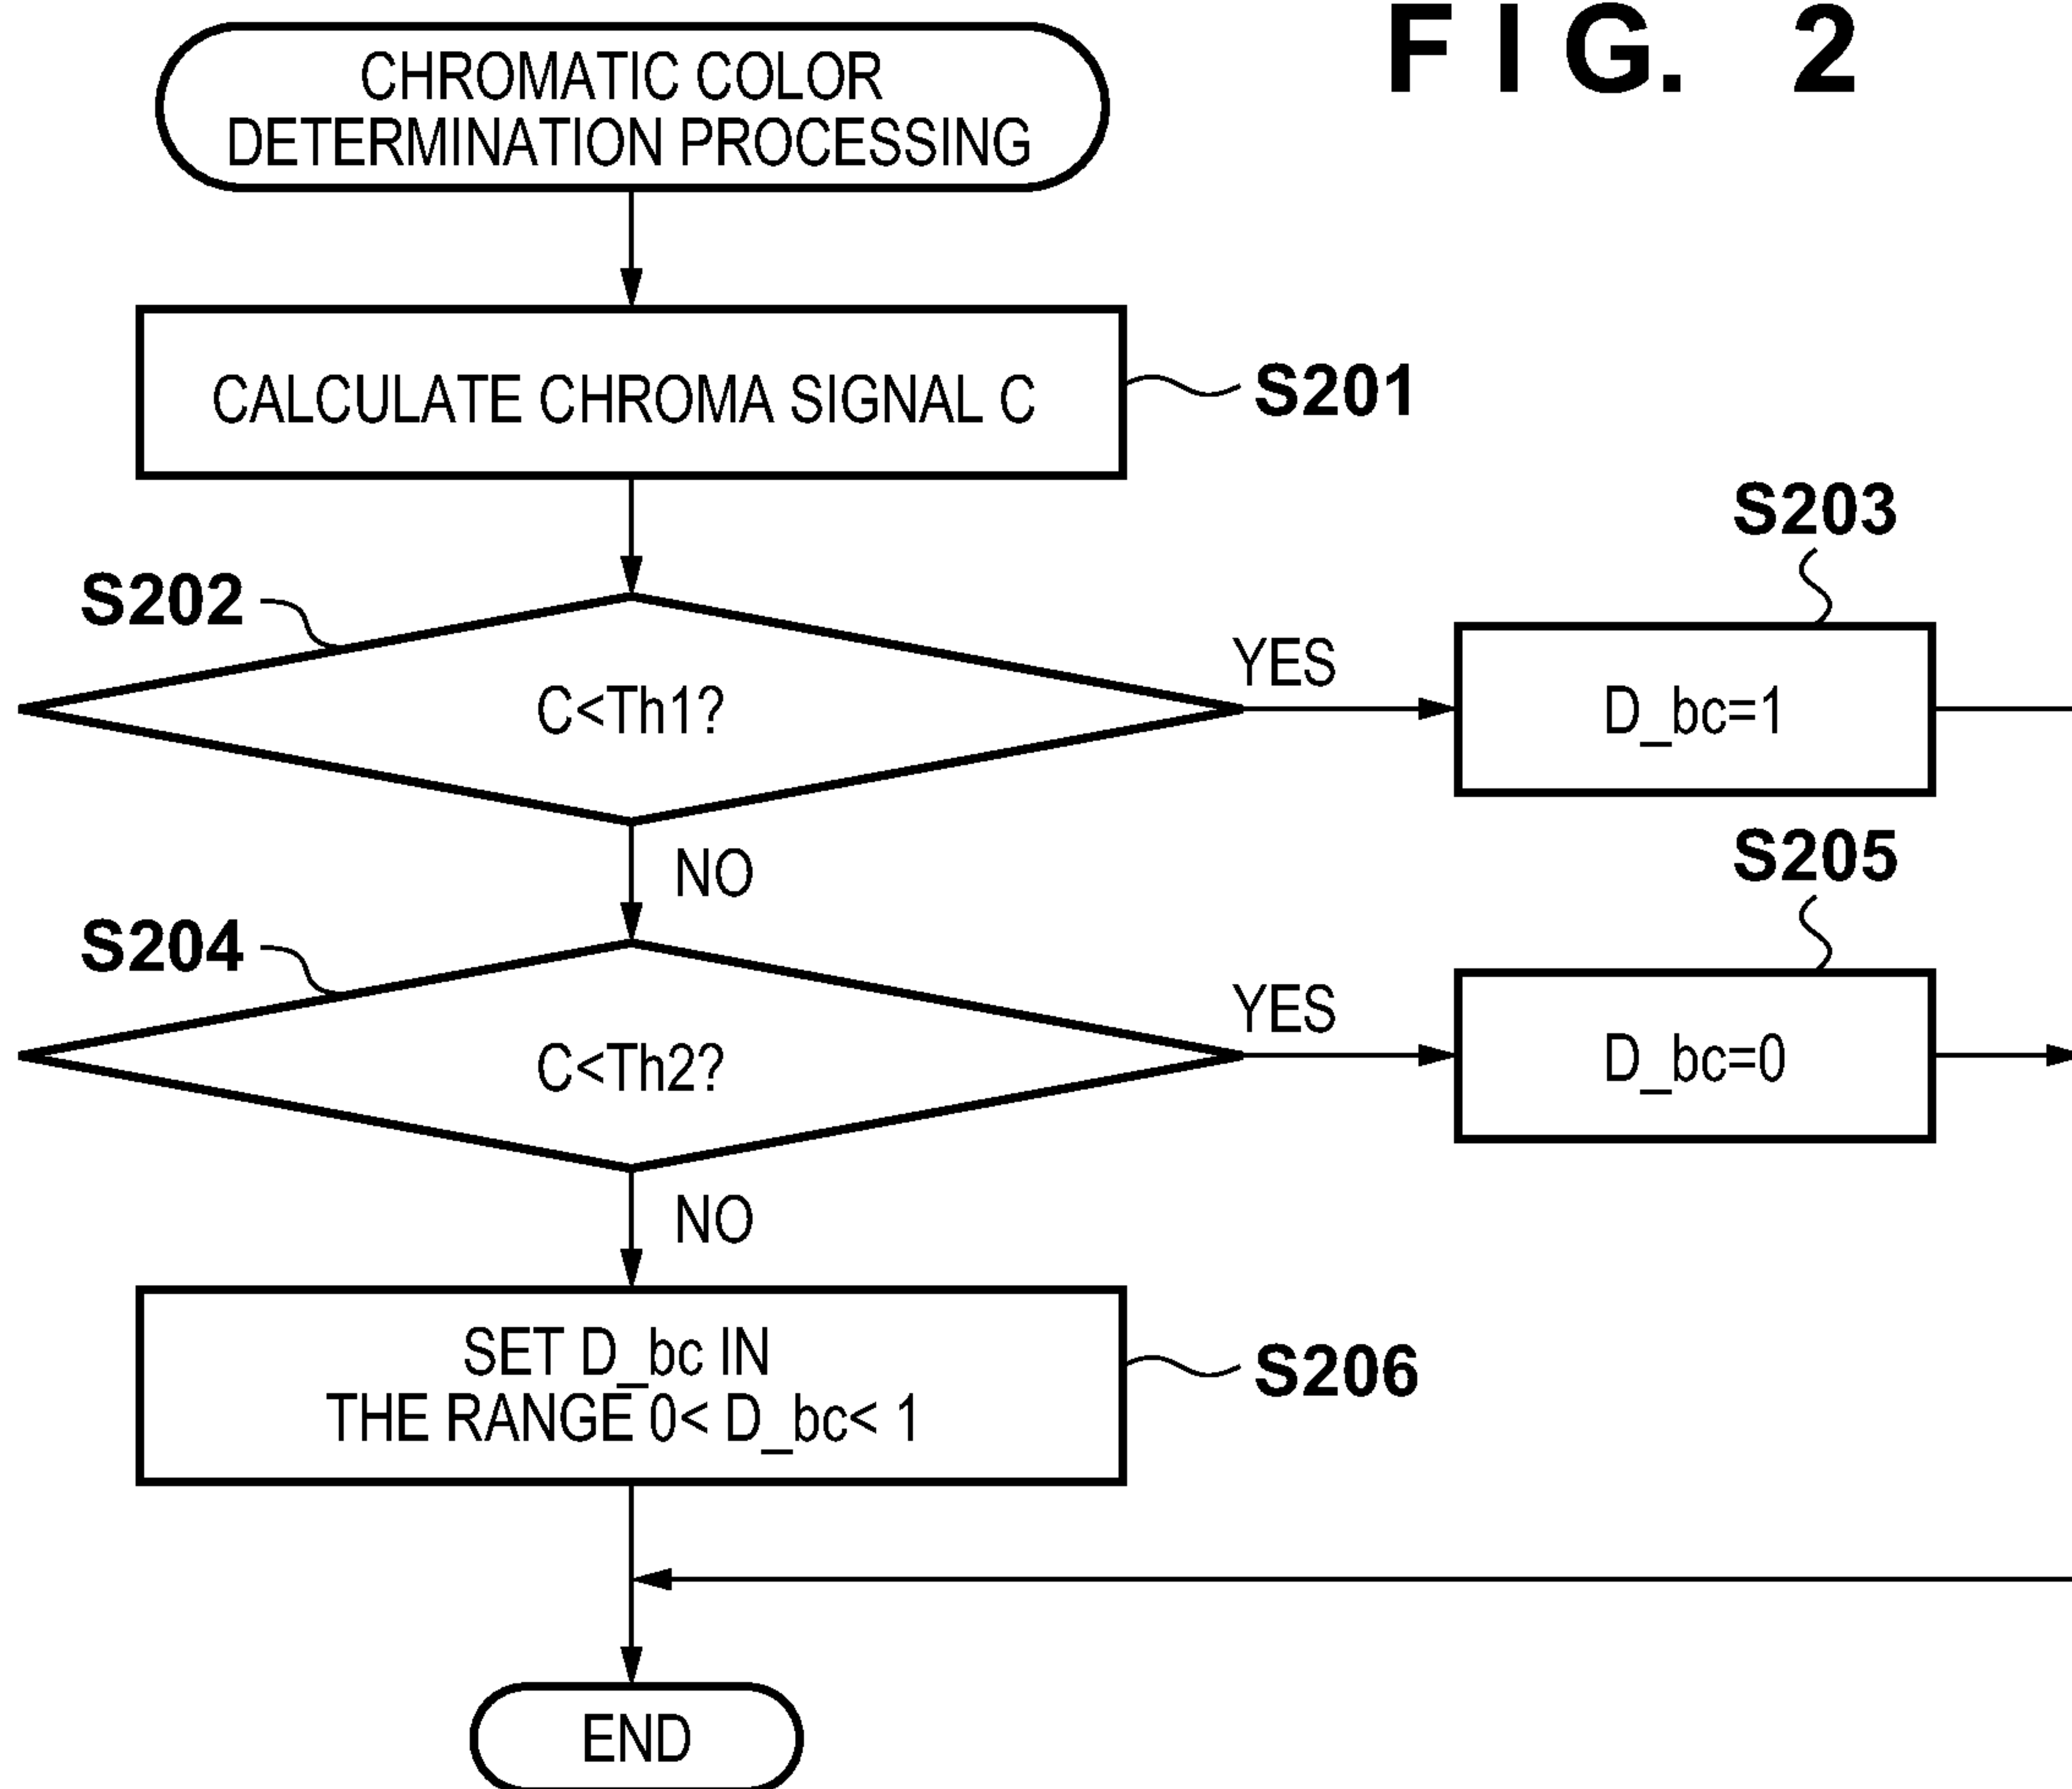 FIG. 2
CHROMATIC COLOR
DETERMINATION PROCESSING
CALCULATE CHROMA SIGNAL C
S201
S202
C<Th1?
YES
S203
D_bc=1
NO
S204
C<Th2?
YES
S205
D_bc=0
NO
SET D_bc IN
THE RANGE 0< D_bc< 1
S206
END